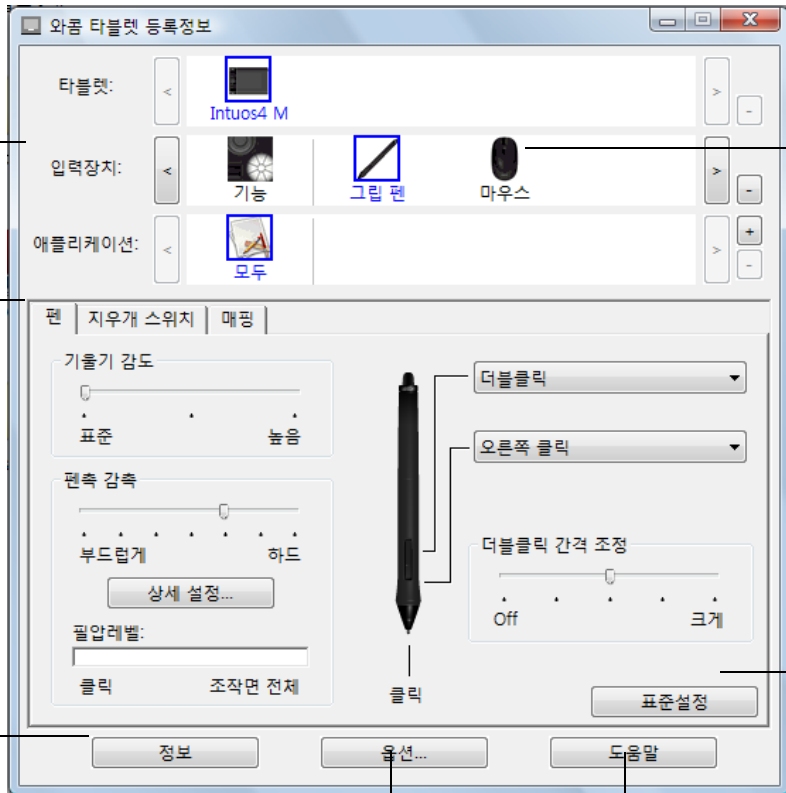 와콤 타블렛 등록정보
타블렛:
<
Intuos4 M
>
-
입력장치:
<
기능
그립 펜
마우스
>
-
애플리케이션:
<
모두
>
+
-
펜
지우개 스위치
매핑
기울기 감도
표준
높음
펜촉 감촉
부드럽게
하드
상세 설정...
필압레벨:
클릭
조작면 전체
더블클릭
오른쪽 클릭
더블클릭 간격 조정
Off
크게
클릭
표준설정
정보
옵션...
도움말